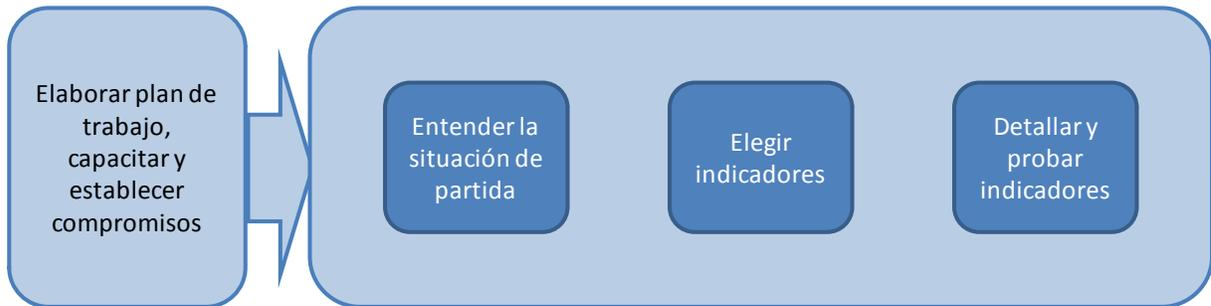 Elaborar plan de
trabajo,
capacitar y
establecer
compromisos
Entender la
situación de
partida
Elegir
indicadores
Detallar y
probar
indicadores